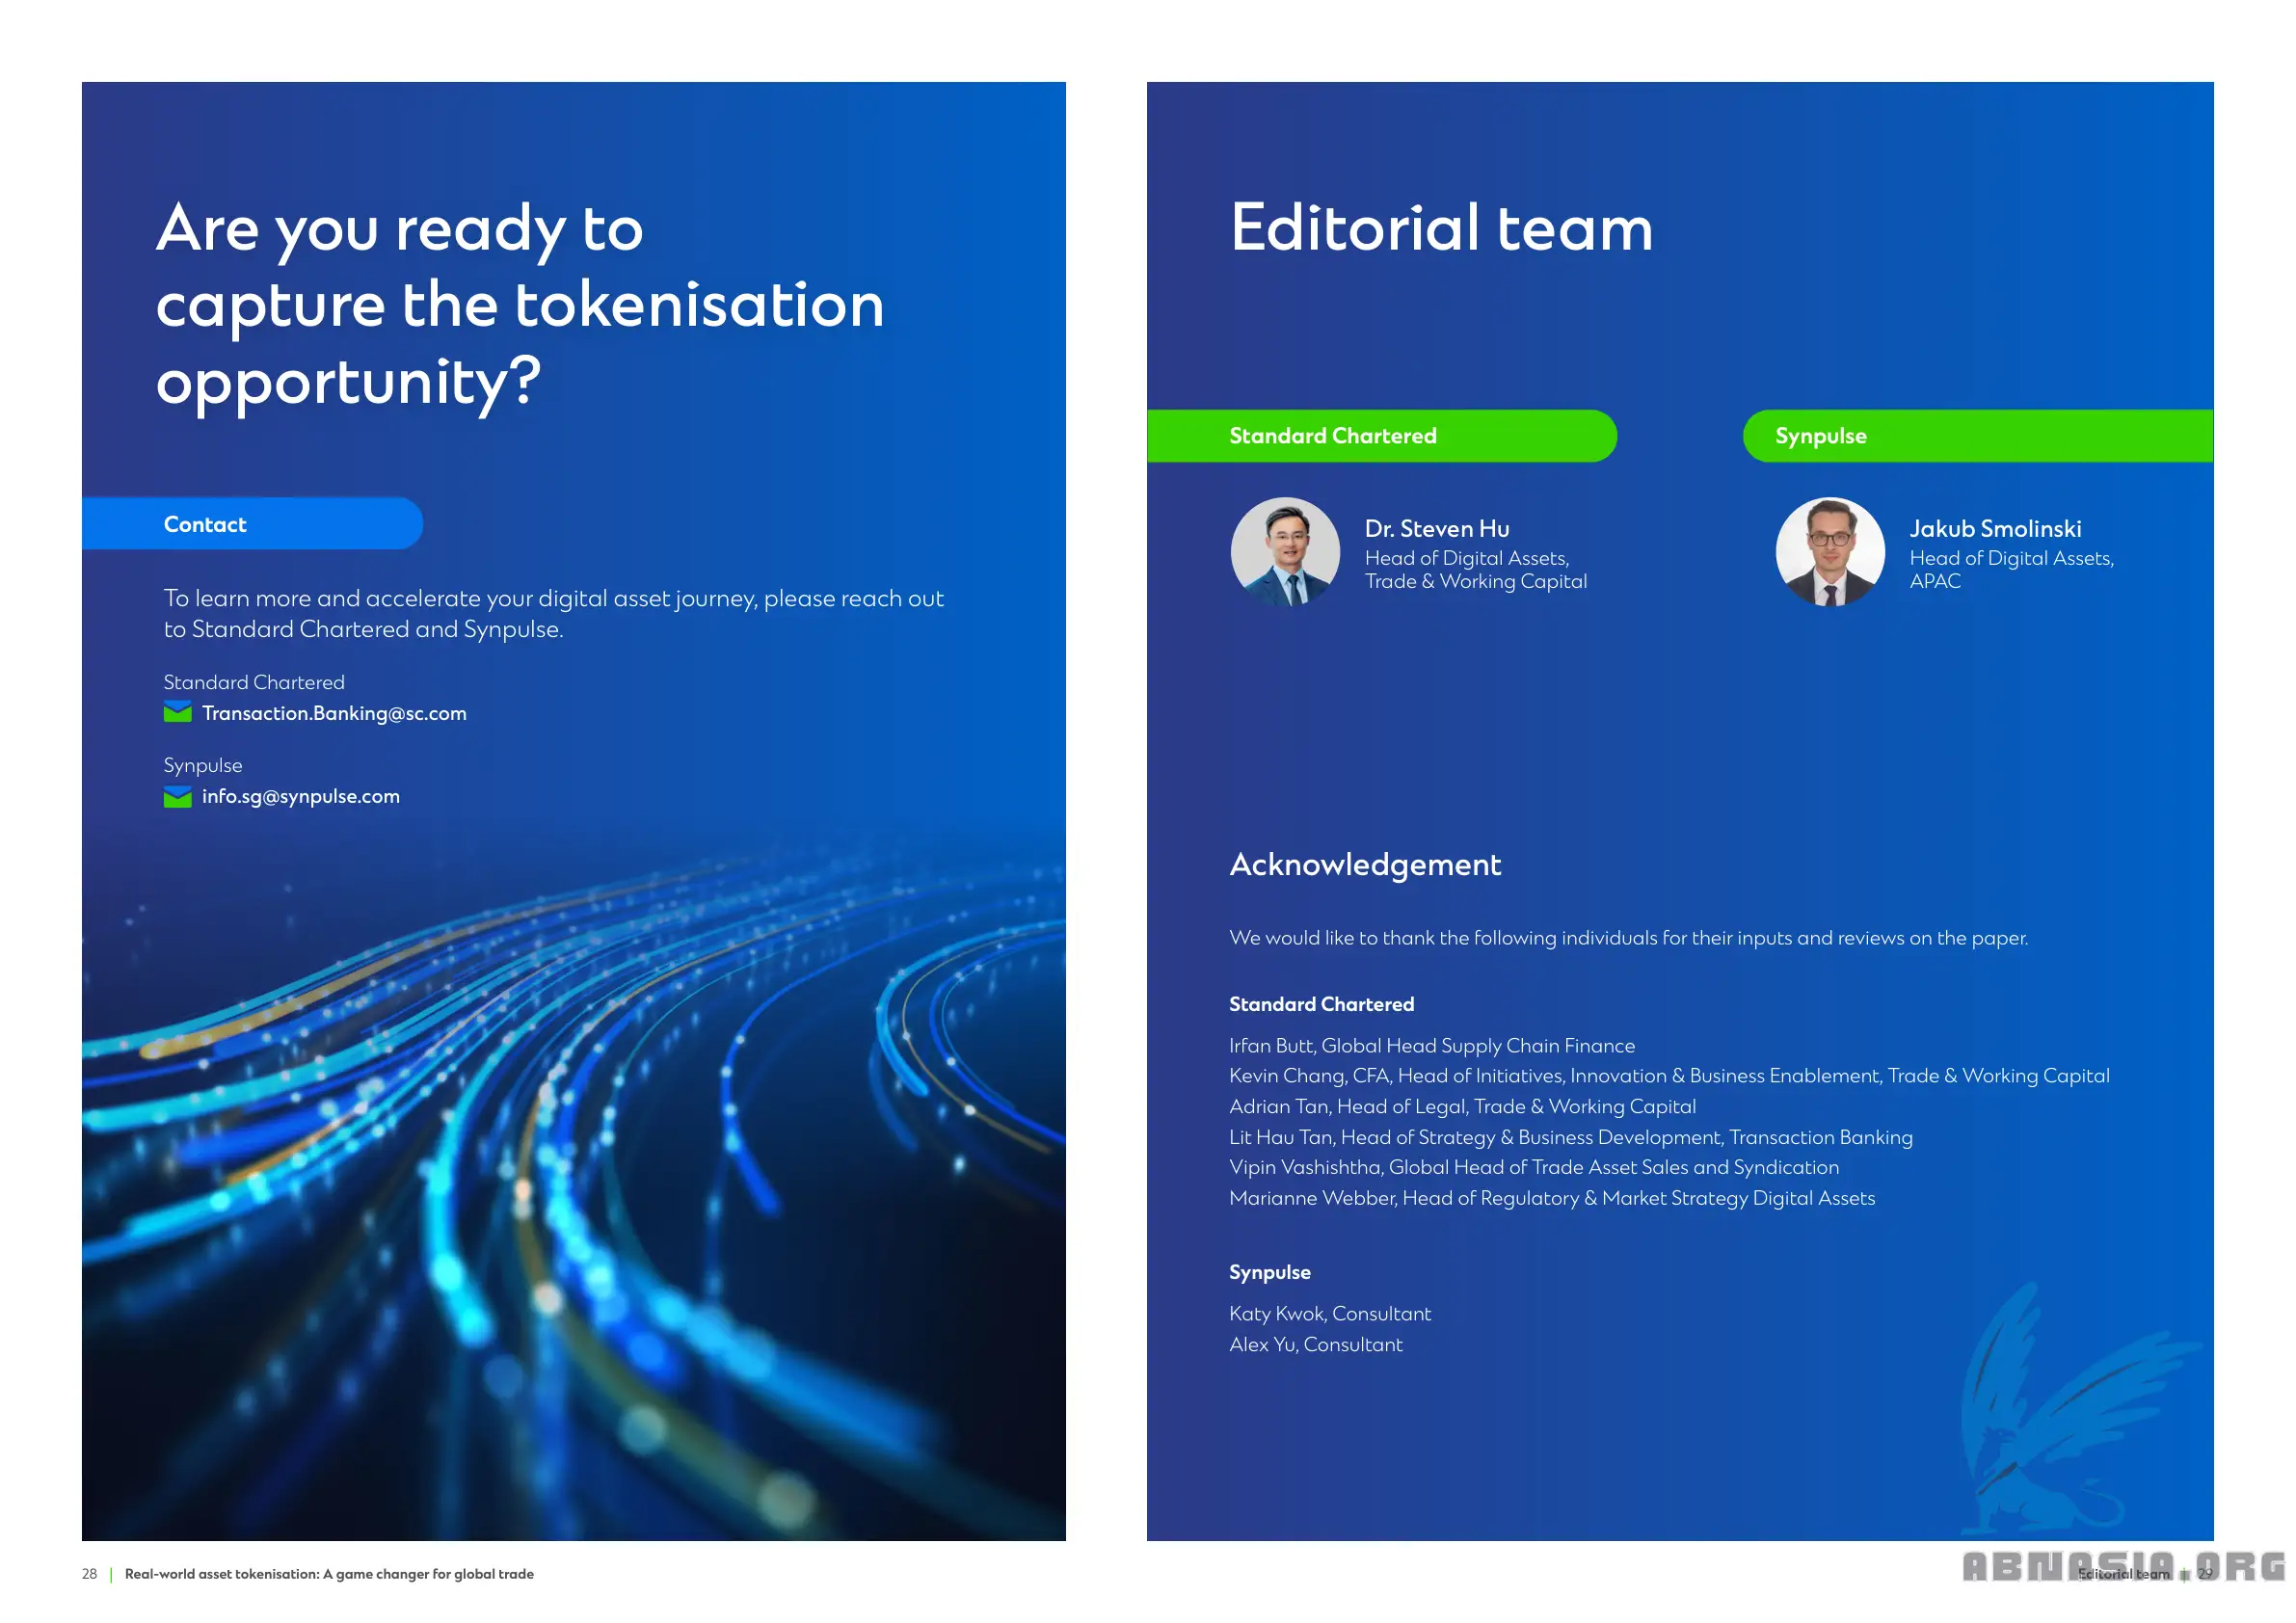 Are you ready to
capture the tokenisation
opportunity?
Contact
To learn more and accelerate your digital asset journey, please reach out
to Standard Chartered and Synpulse.
Standard Chartered
Transaction.Banking@sc.com
Synpulse
info.sg@synpulse.com
28 | Real-world asset tokenisation: A game changer for global trade
Editorial team
Standard Chartered
Dr. Steven Hu
Head of Digital Assets,
Trade & Working Capital
Synpulse
Jakub Smolinski
Head of Digital Assets,
APAC
Acknowledgement
We would like to thank the following individuals for their inputs and reviews on the paper.
Standard Chartered
Irfan Butt, Global Head Supply Chain Finance
Kevin Chang, CFA, Head of Initiatives, Innovation & Business Enablement, Trade & Working Capital
Adrian Tan, Head of Legal, Trade & Working Capital
Lit Hau Tan, Head of Strategy & Business Development, Transaction Banking
Vipin Vashishtha, Global Head of Trade Asset Sales and Syndication
Marianne Webber, Head of Regulatory & Market Strategy Digital Assets
Synpulse
Katy Kwok, Consultant
Alex Yu, Consultant
Editorial team | 29
ABNASIA.ORG